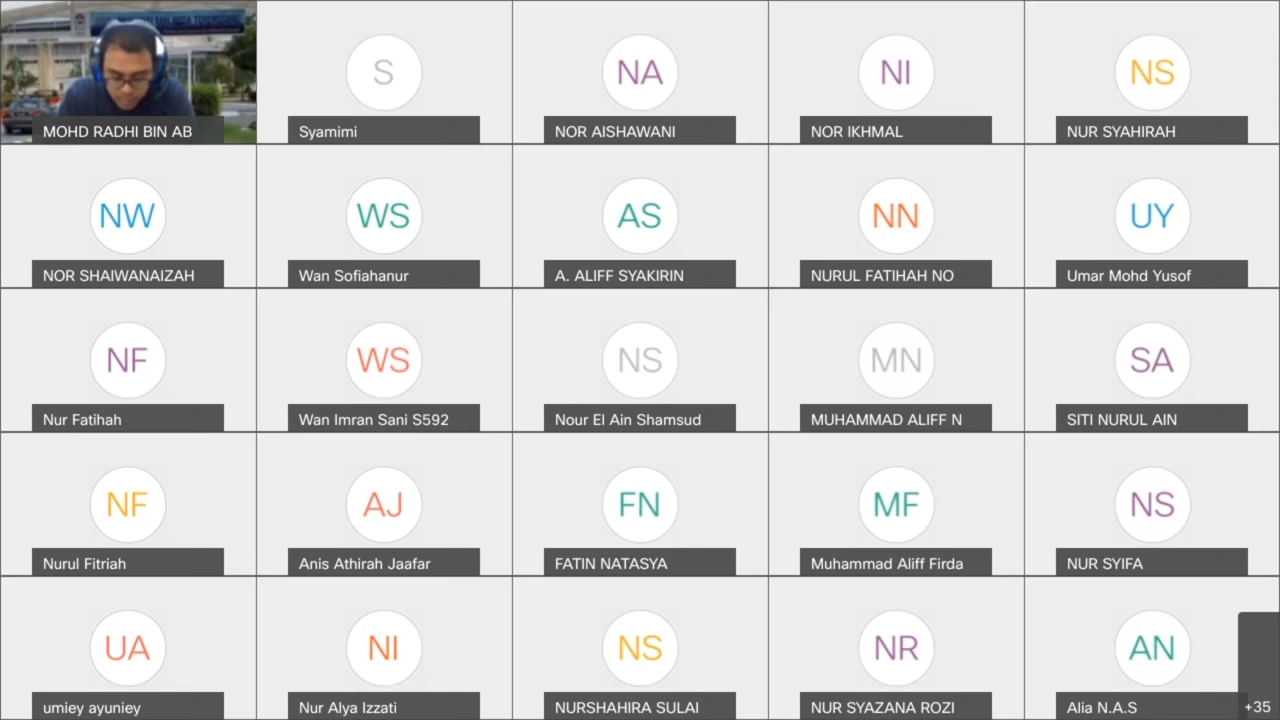 MOHD RADHI BIN AB
S
Syamimi
NA
NOR AISHAWANI
NI
NOR IKHMAL
NS
NUR SYAHIRAH
NW
NOR SHAIWANAIZAH
WS
Wan Sofiahanur
AS
A. ALIFF SYAKIRIN
NN
NURUL FATIHAH NO
UY
Umar Mohd Yusof
NF
Nur Fatihah
WS
Wan Imran Sani S592
NS
Nour El Ain Shamsud
MN
MUHAMMAD ALIFF N
SA
SITI NURUL AIN
NF
Nurul Fitriah
AJ
Anis Athirah Jaafar
FN
FATIN NATASYA
MF
Muhammad Aliff Firda
NS
NUR SYIFA
UA
umiey ayuniey
NI
Nur Alya Izzati
NS
NURSHAHIRA SULAI
NR
NUR SYAZANA ROZI
AN
Alia N.A.S
+35